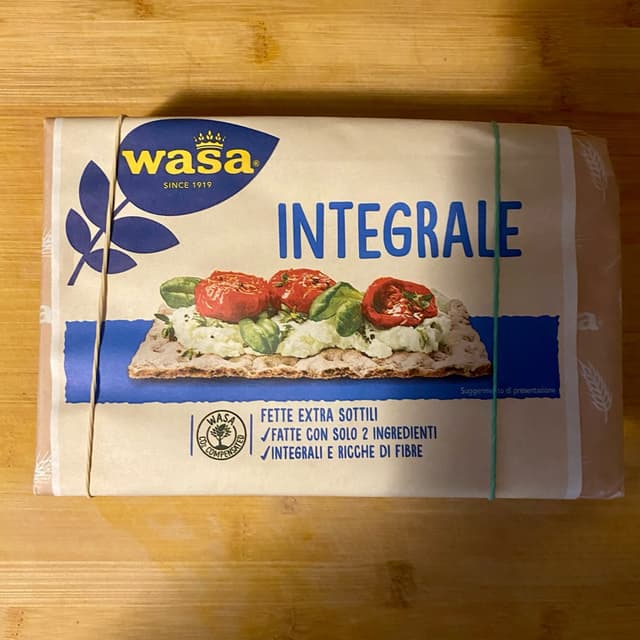 wasa®
SINCE 1919
INTEGRALE
Suggerimento di presentazione
WASA
CO₂ COMPENSATED
FETTE EXTRA SOTTILI
✓FATTE CON SOLO 2 INGREDIENTI
✓INTEGRALI E RICCHE DI FIBRE